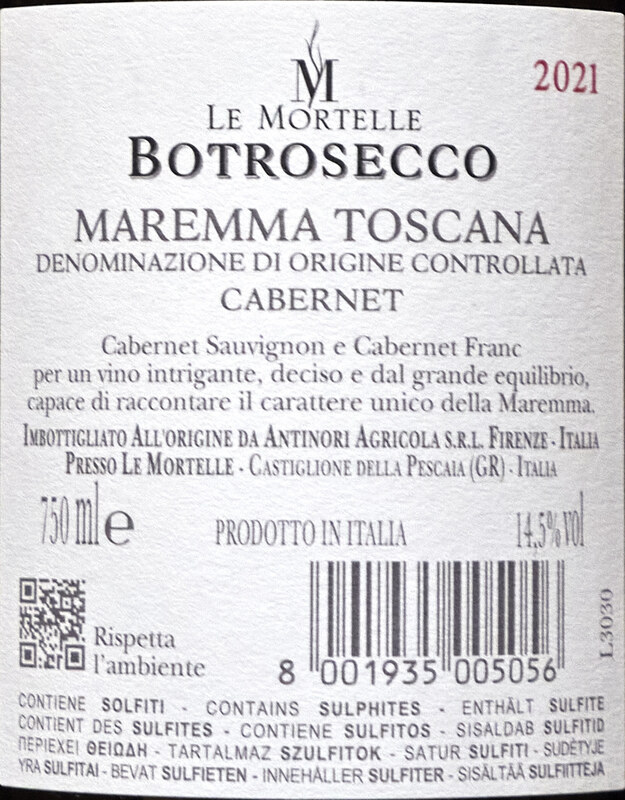 M
2021
LE MORTELLE
BOTROSECCO
MAREMMA TOSCANA
DENOMINAZIONE DI ORIGINE CONTROLLATA
CABERNET
Cabernet Sauvignon e Cabernet Franc
per un vino intrigante, deciso e dal grande equilibrio,
capace di raccontare il carattere unico della Maremma.
IMBOTTIGLIATO ALL'ORIGINE DA ANTINORI AGRICOLA S.R.L. FIRENZE - ITALIA
PRESSO LE MORTELLE - CASTIGLIONE DELLA PESCAIA (GR) - ITALIA
750 ml e PRODOTTO IN ITALIA 14,5% vol
Rispetta
l'ambiente
8 001935 005056
L3030
CONTIENE SOLFITI - CONTAINS SULPHITES - ENTHÄLT SULFITE
CONTIENT DES SULFITES - CONTIENE SULFITOS - SISALDAB SULFITID
ΠΕΡΙΕΧΕΙ ΘΕΙΩΔΗ - TARTALMAZ SZULFITOK - SATUR SULFITI - SUDĖTYJE
YRA SULFITAI - BEVAT SULFIETEN - INNEHÅLLER SULFITER - SISÄLTÄÄ SULFIITTEJA